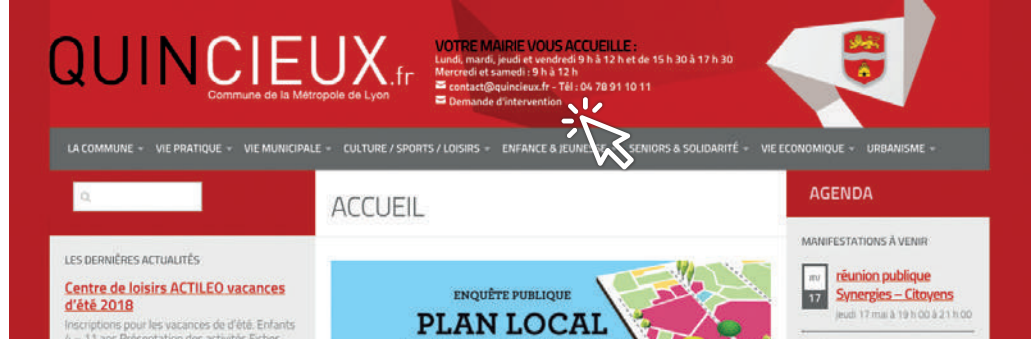 QUINCIEUX.fr
Commune de la Métropole de Lyon
VOTRE MAIRIE VOUS ACCUEILLE :
Lundi, mardi, jeudi et vendredi 9 h à 12 h et de 15 h 30 à 17 h 30
Mercredi et samedi : 9 h à 12 h
contact@quincieux.fr - Tél : 04 78 91 10 11
Demande d'intervention
LA COMMUNE VIE PRATIQUE VIE MUNICIPALE CULTURE / SPORTS / LOISIRS ENFANCE & JEUNESSE SENIORS & SOLIDARITÉ VIE ECONOMIQUE URBANISME
ACCUEIL
LES DERNIÈRES ACTUALITÉS
Centre de loisirs ACTILEO vacances
d'été 2018
Inscriptions pour les vacances de d'été. Enfants
ENQUÊTE PUBLIQUE
PLAN LOCAL
AGENDA
MANIFESTATIONS À VENIR
JEU
17
réunion publique
Synergies – Citoyens
jeudi 17 mai à 19 h 00 à 21 h 00